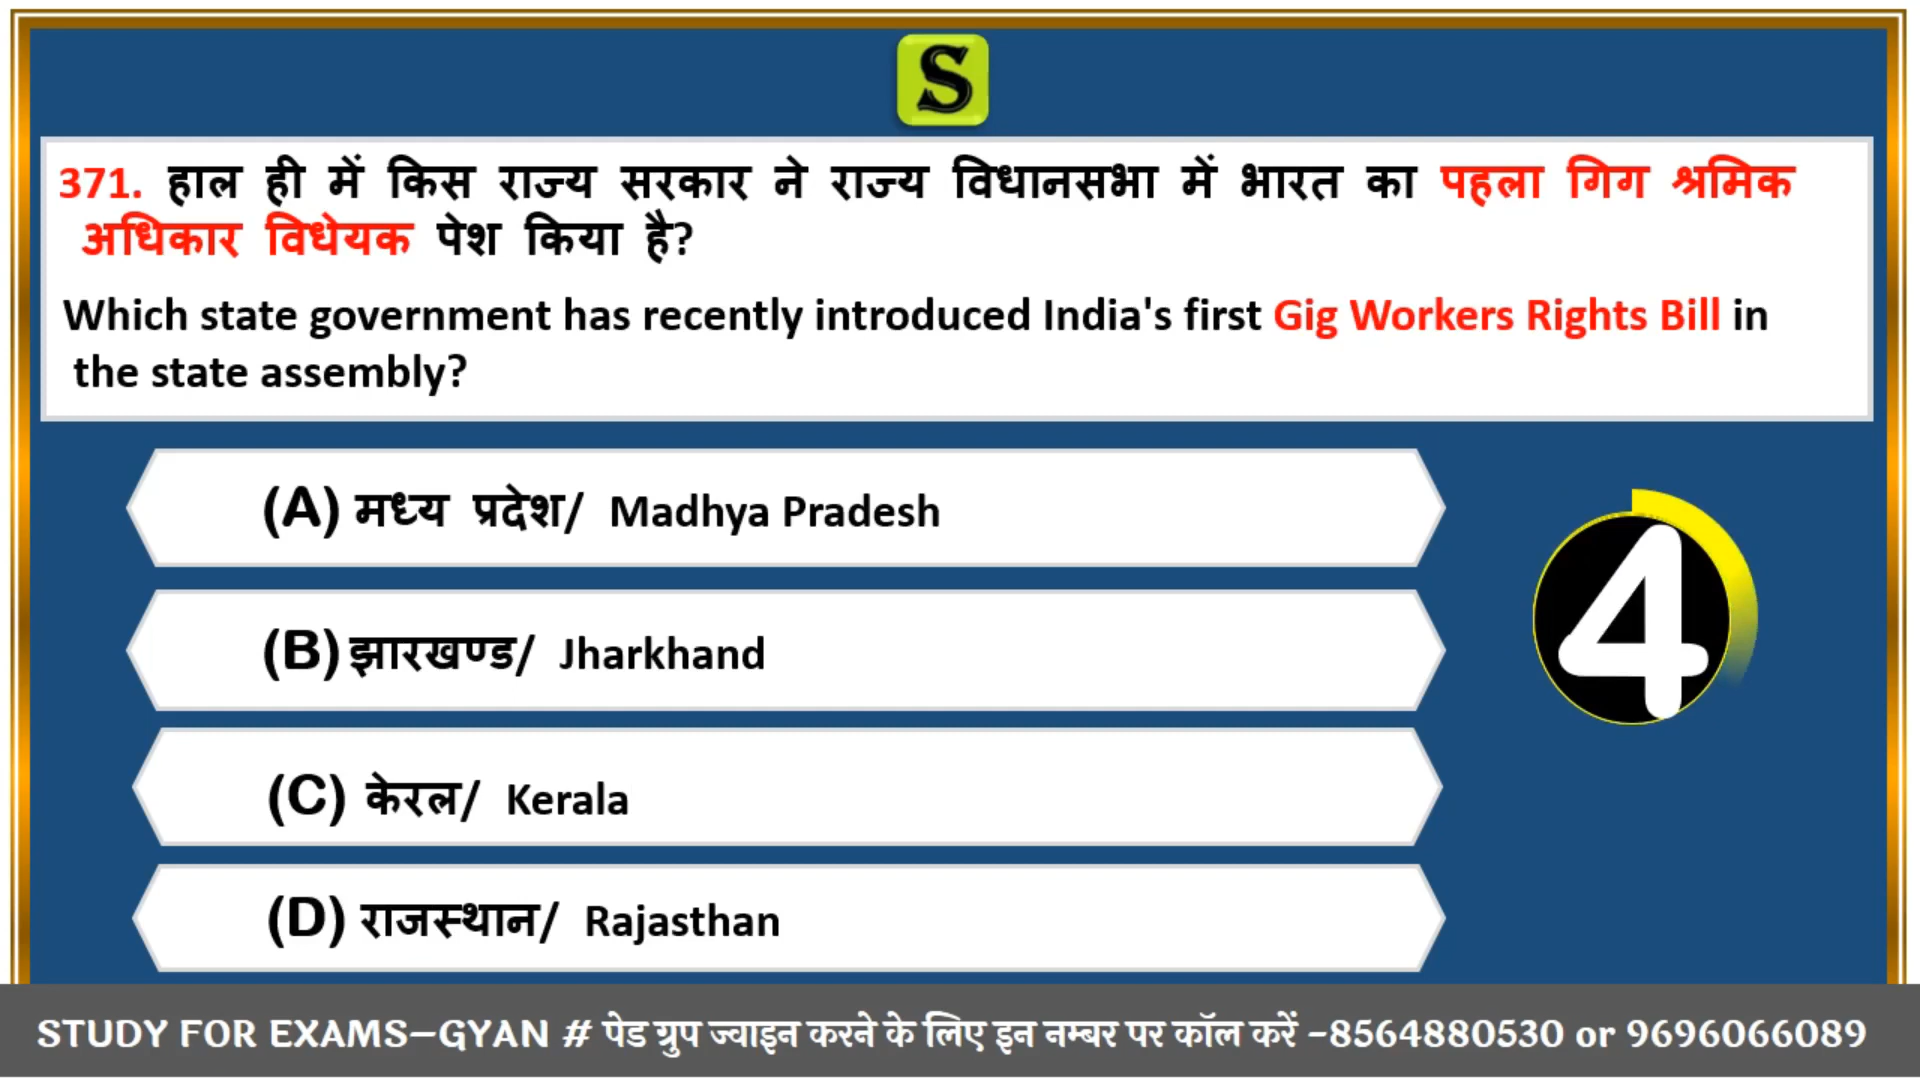 S
371. हाल ही में किस राज्य सरकार ने राज्य विधानसभा में भारत का पहला गिग श्रमिक
अधिकार विधेयक पेश किया है?
Which state government has recently introduced India's first Gig Workers Rights Bill in
the state assembly?
(A) मध्य प्रदेश/ Madhya Pradesh
(B) झारखण्ड/ Jharkhand
4
(C) केरल/ Kerala
(D) राजस्थान/ Rajasthan
STUDY FOR EXAMS–GYAN # पेड ग्रुप ज्वाइन करने के लिए इन नम्बर पर कॉल करें -8564880530 or 9696066089